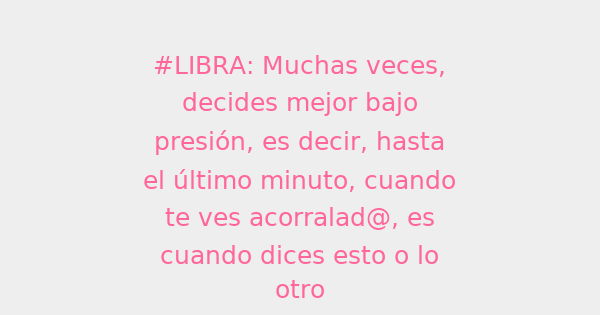 #LIBRA: Muchas veces,
decides mejor bajo
presión, es decir, hasta
el último minuto, cuando
te ves acorralad@, es
cuando dices esto o lo
otro